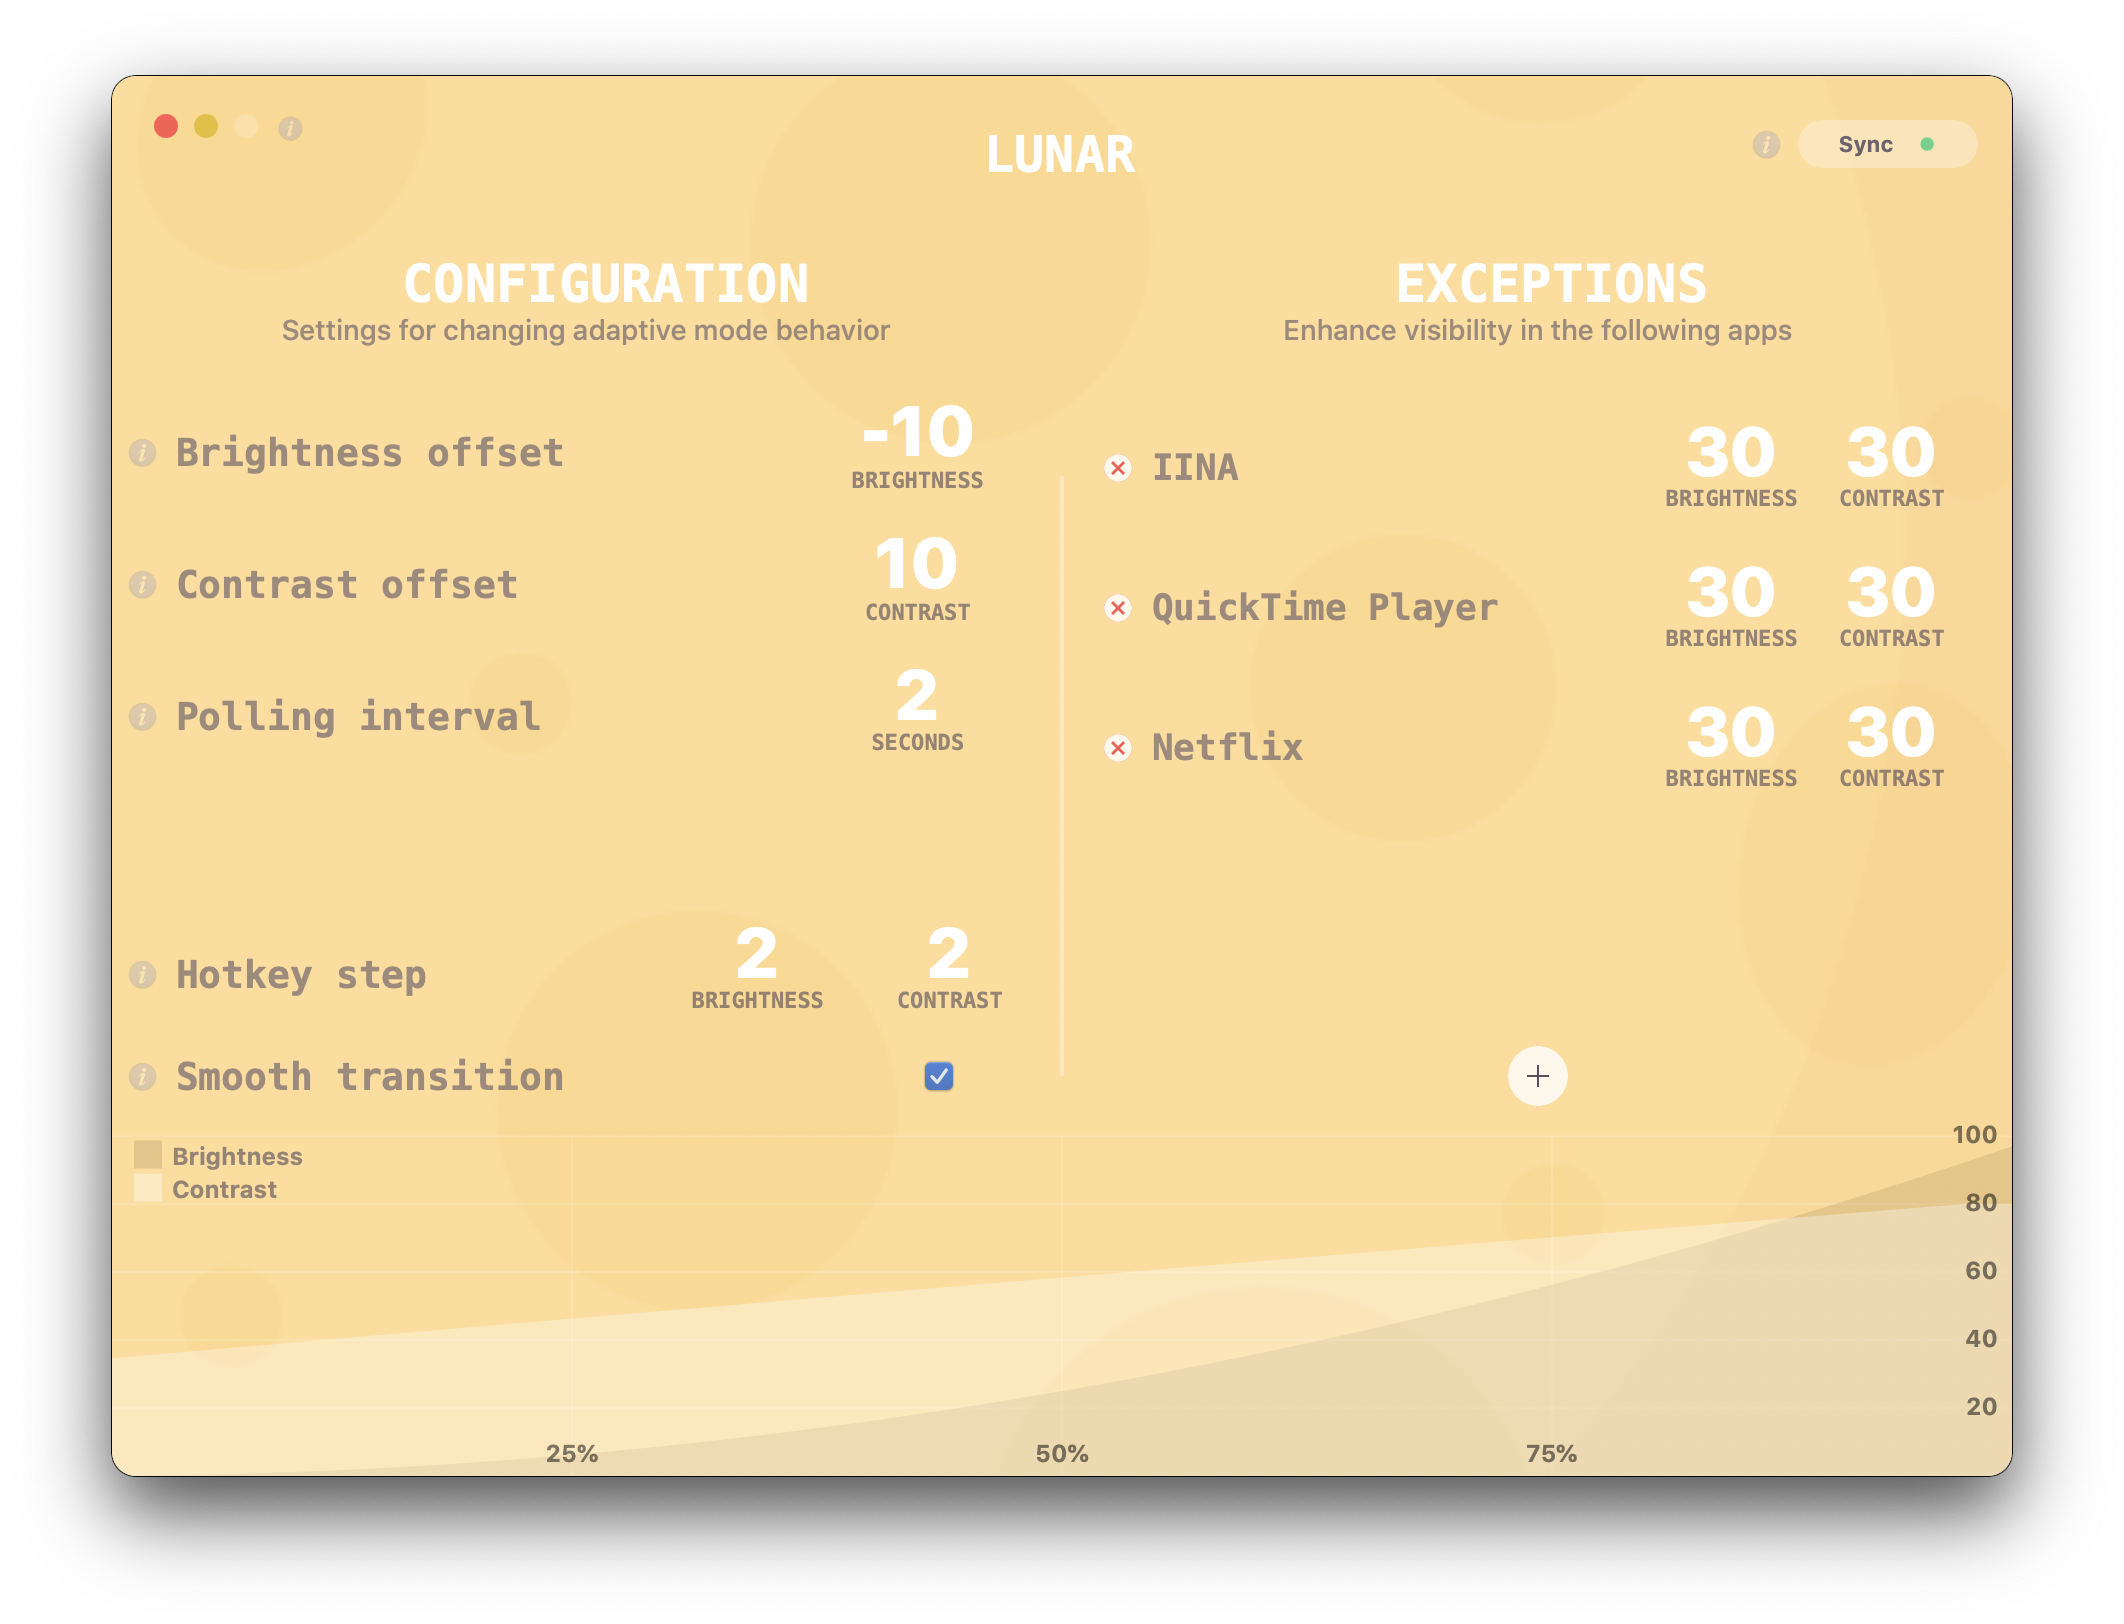 LUNAR
Sync
CONFIGURATION
Settings for changing adaptive mode behavior
Brightness offset
-10
BRIGHTNESS
Contrast offset
10
CONTRAST
Polling interval
2
SECONDS
Hotkey step
2
BRIGHTNESS
2
CONTRAST
Smooth transition
EXCEPTIONS
Enhance visibility in the following apps
IINA
30
BRIGHTNESS
30
CONTRAST
QuickTime Player
30
BRIGHTNESS
30
CONTRAST
Netflix
30
BRIGHTNESS
30
CONTRAST
Brightness
Contrast
100
80
60
40
20
25%
50%
75%